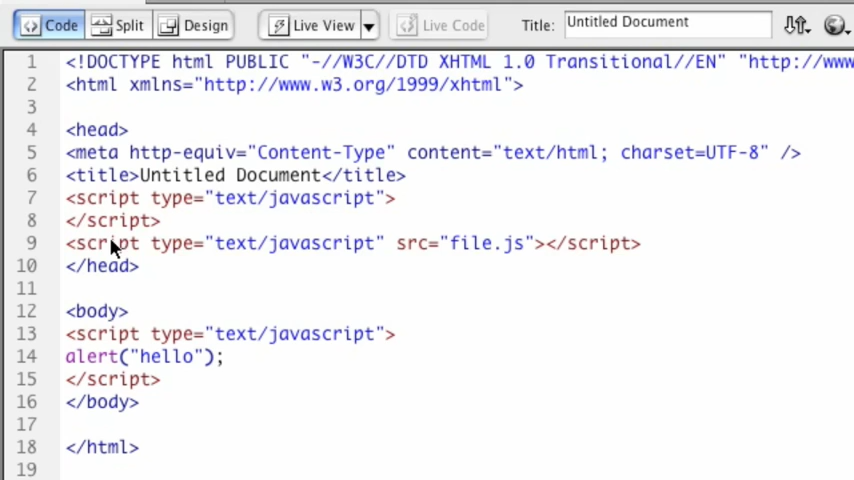 Code Split Design Live View Live Code Title: Untitled Document
1 <!DOCTYPE html PUBLIC "-//W3C//DTD XHTML 1.0 Transitional//EN" "http://www
2 <html xmlns="http://www.w3.org/1999/xhtml">
3
4 <head>
5 <meta http-equiv="Content-Type" content="text/html; charset=UTF-8" />
6 <title>Untitled Document</title>
7 <script type="text/javascript">
8 </script>
9 <script type="text/javascript" src="file.js"></script>
10 </head>
11
12 <body>
13 <script type="text/javascript">
14 alert("hello");
15 </script>
16 </body>
17
18 </html>
19